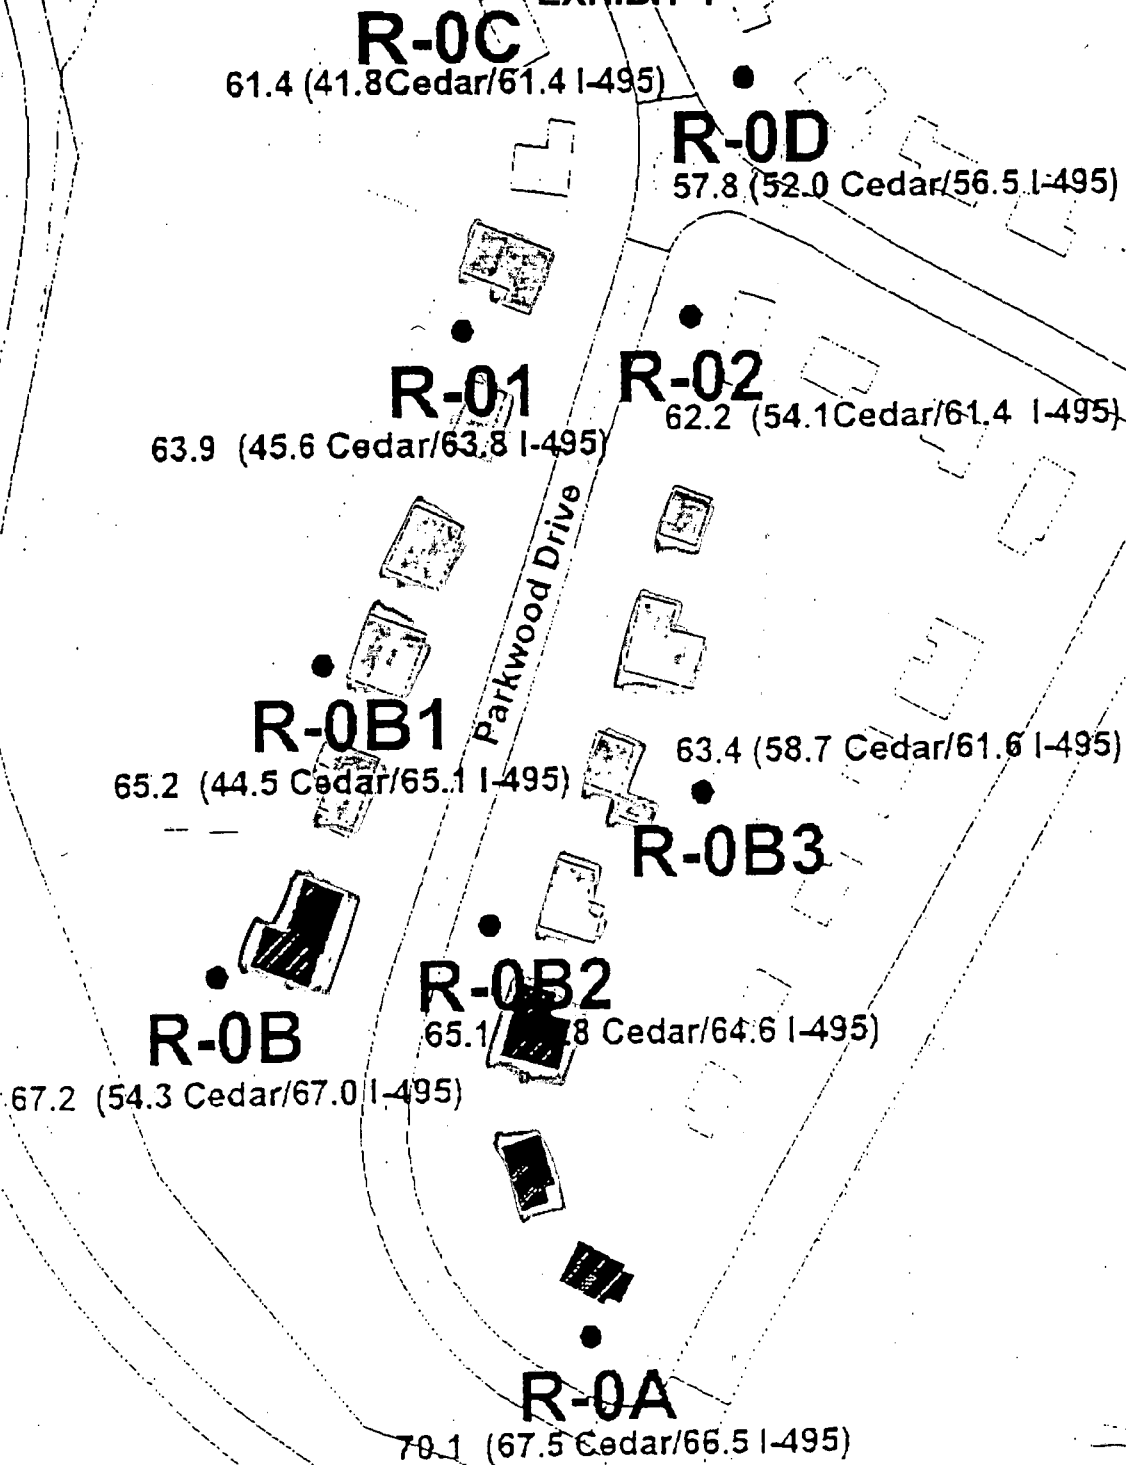 R-0C
61.4 (41.8Cedar/61.4 I-495)
R-0D
57.8 (52.0 Cedar/56.5 I-495)
R-01
63.9 (45.6 Cedar/63.8 I-495)
R-02
62.2 (54.1Cedar/61.4 I-495)
Parkwood Drive
R-0B1
65.2 (44.5 Cedar/65.1 I-495)
63.4 (58.7 Cedar/61.6 I-495)
R-0B3
R-0B2
65.1 .8 Cedar/64.6 I-495)
R-0B
67.2 (54.3 Cedar/67.0 I-495)
R-0A
70.1 (67.5 Cedar/66.5 I-495)